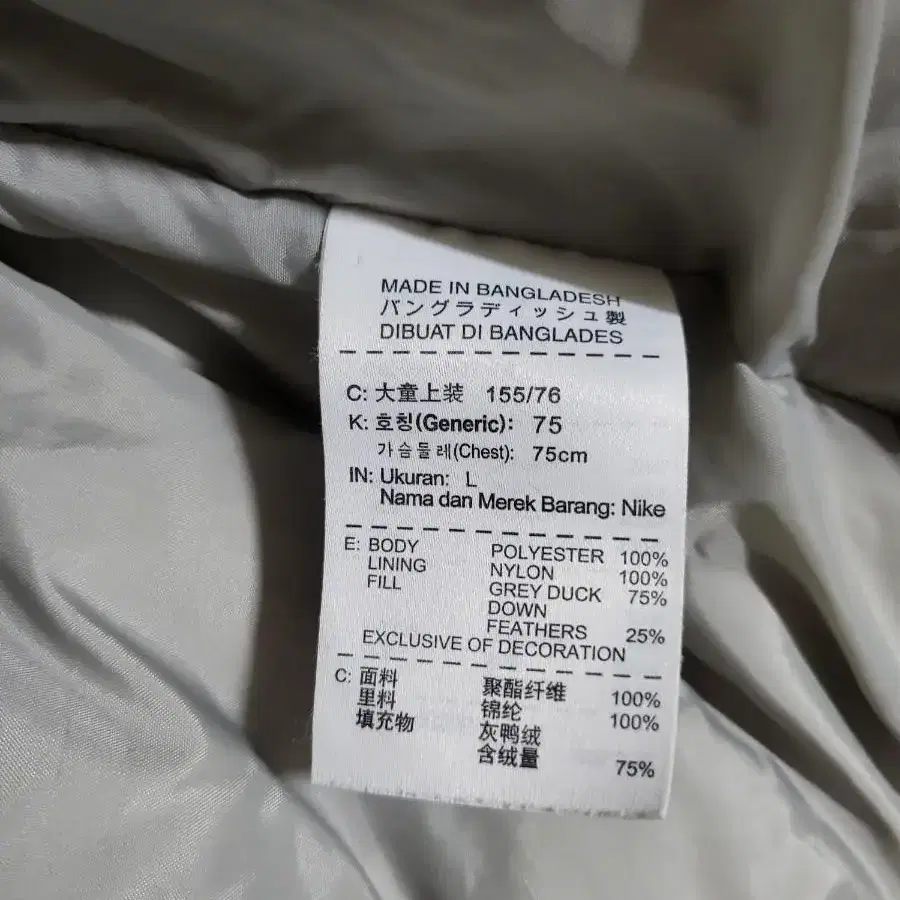 MADE IN BANGLADESH
バングラディッシュ製
DIBUAT DI BANGLADES
C: 大童上装 155/76
K: 호칭(Generic): 75
가슴둘레(Chest): 75cm
IN: Ukuran: L
Nama dan Merek Barang: Nike
E: BODY POLYESTER 100%
LINING NYLON 100%
FILL GREY DUCK 75%
DOWN
FEATHERS 25%
EXCLUSIVE OF DECORATION
C: 面料 聚酯纤维 100%
里料 锦纶 100%
填充物 灰鸭绒
含绒量 75%